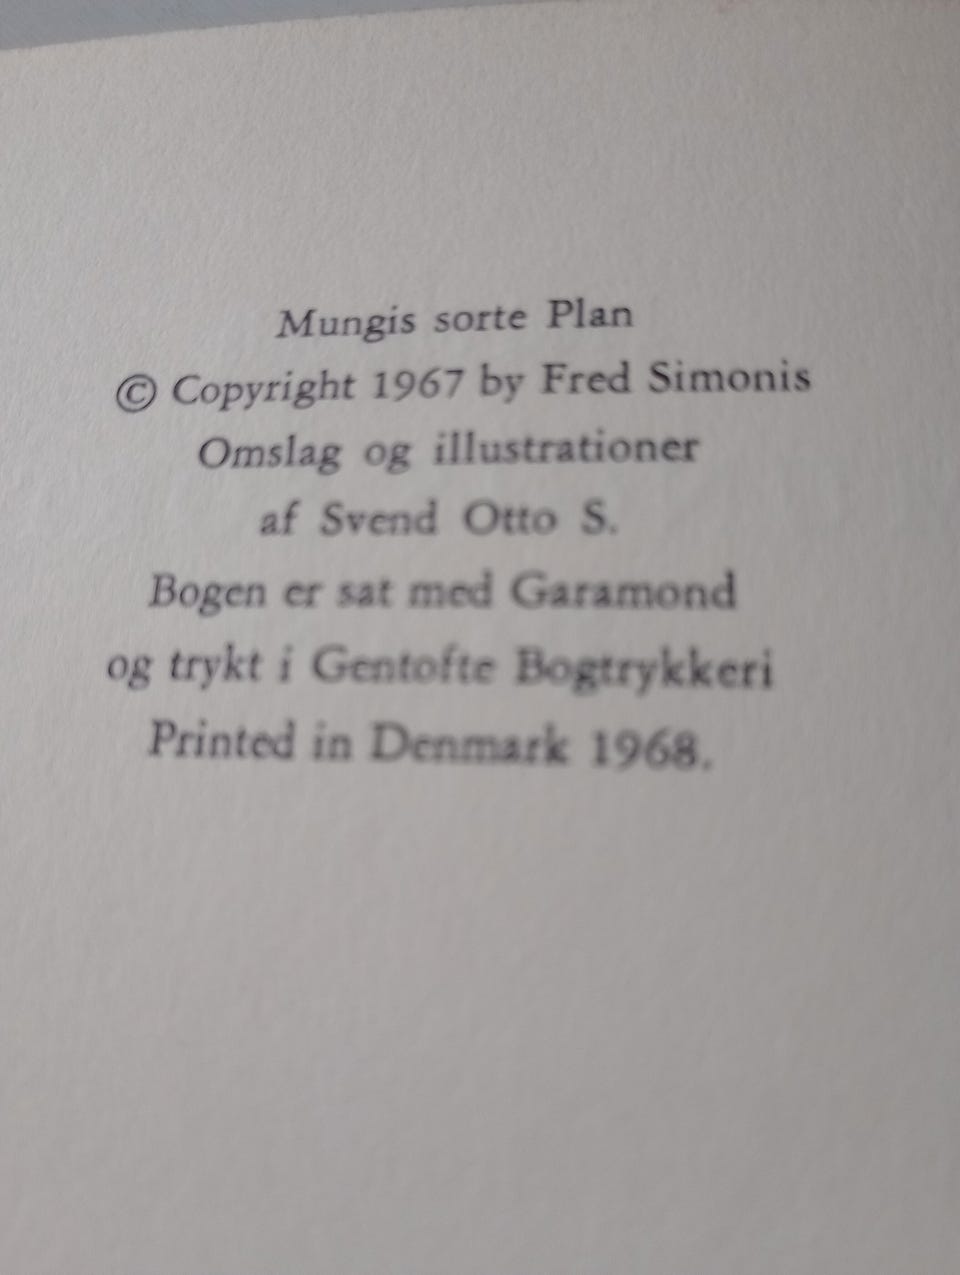 Mungis sorte Plan
© Copyright 1967 by Fred Simonis
Omslag og illustrationer
af Svend Otto S.
Bogen er sat med Garamond
og trykt i Gentofte Bogtrykkeri
Printed in Denmark 1968.